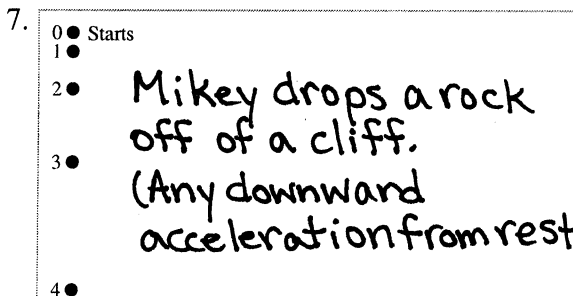 7.
0 Starts
1
2
Mikey drops a rock
off of a cliff.
3
(Any downward
acceleration from rest
4